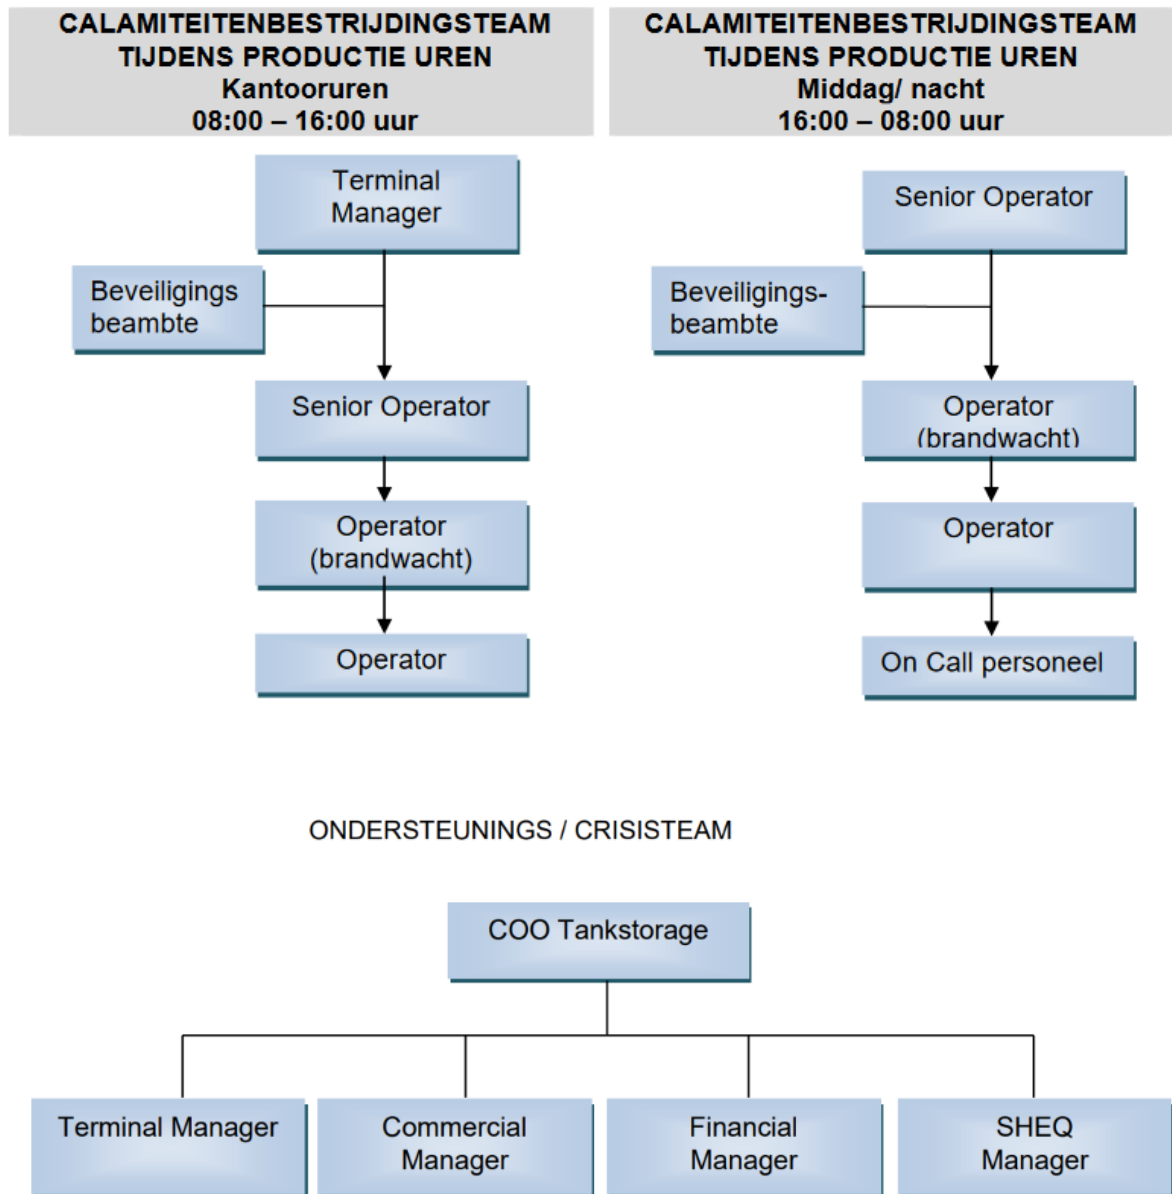 CALAMITEITENBESTRIJDINGSTEAM
TIJDENS PRODUCTIE UREN
Kantooruren
08:00 – 16:00 uur
Terminal
Manager
Beveiligings
beambte
Senior Operator
Operator
(brandwacht)
Operator
CALAMITEITENBESTRIJDINGSTEAM
TIJDENS PRODUCTIE UREN
Middag/ nacht
16:00 – 08:00 uur
Senior Operator
Beveiligings-
beambte
Operator
(brandwacht)
Operator
On Call personeel
ONDERSTEUNINGS / CRISISTEAM
COO Tankstorage
Terminal Manager
Commercial
Manager
Financial
Manager
SHEQ
Manager